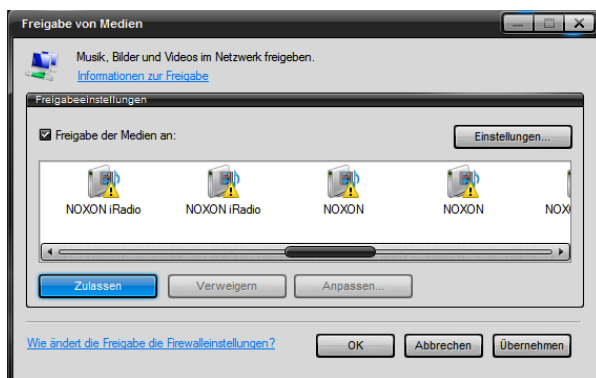 Freigabe von Medien
Musik, Bilder und Videos im Netzwerk freigeben.
Informationen zur Freigabe
Freigabeeinstellungen
Freigabe der Medien an:
Einstellungen...
NOXON iRadio
NOXON iRadio
NOXON
NOXON
NOX
Zulassen
Verweigern
Anpassen...
Wie ändert die Freigabe die Firewalleinstellungen?
OK
Abbrechen
Übernehmen